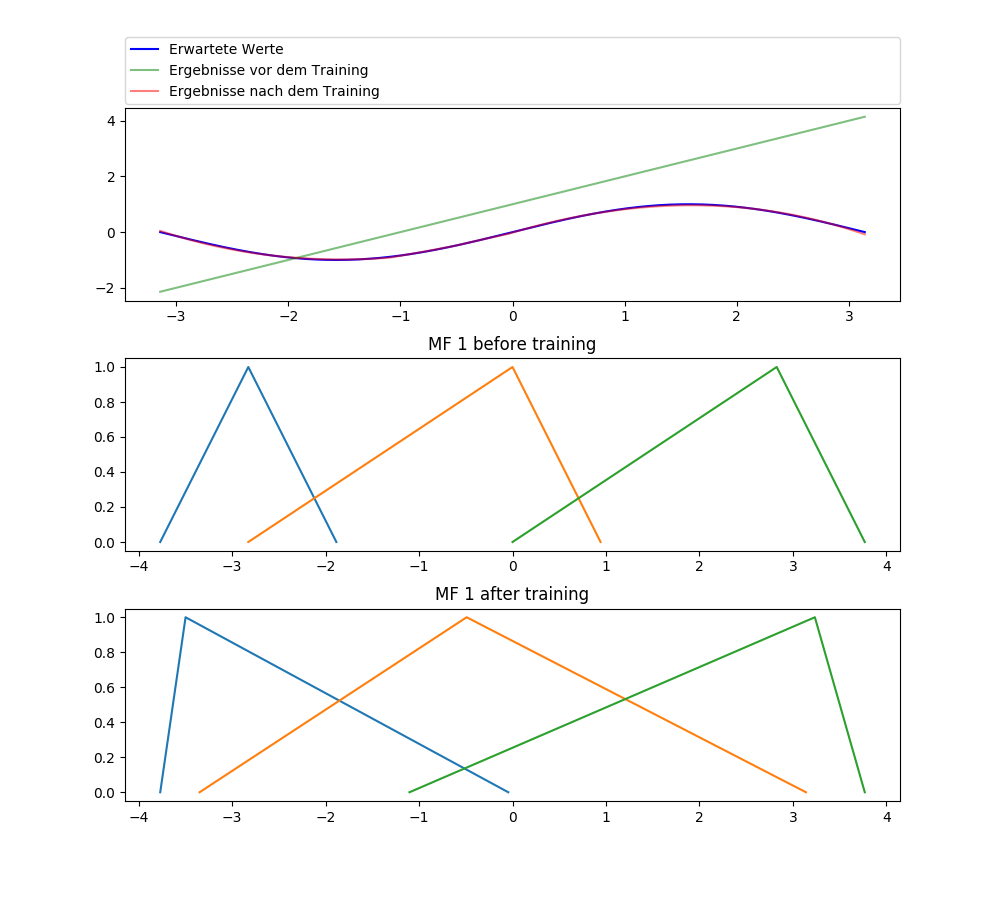 Erwartete Werte
Ergebnisse vor dem Training
Ergebnisse nach dem Training
4
2
0
−2
−3 −2 −1 0 1 2 3
MF 1 before training
1.0
0.8
0.6
0.4
0.2
0.0
−4 −3 −2 −1 0 1 2 3 4
MF 1 after training
1.0
0.8
0.6
0.4
0.2
0.0
−4 −3 −2 −1 0 1 2 3 4